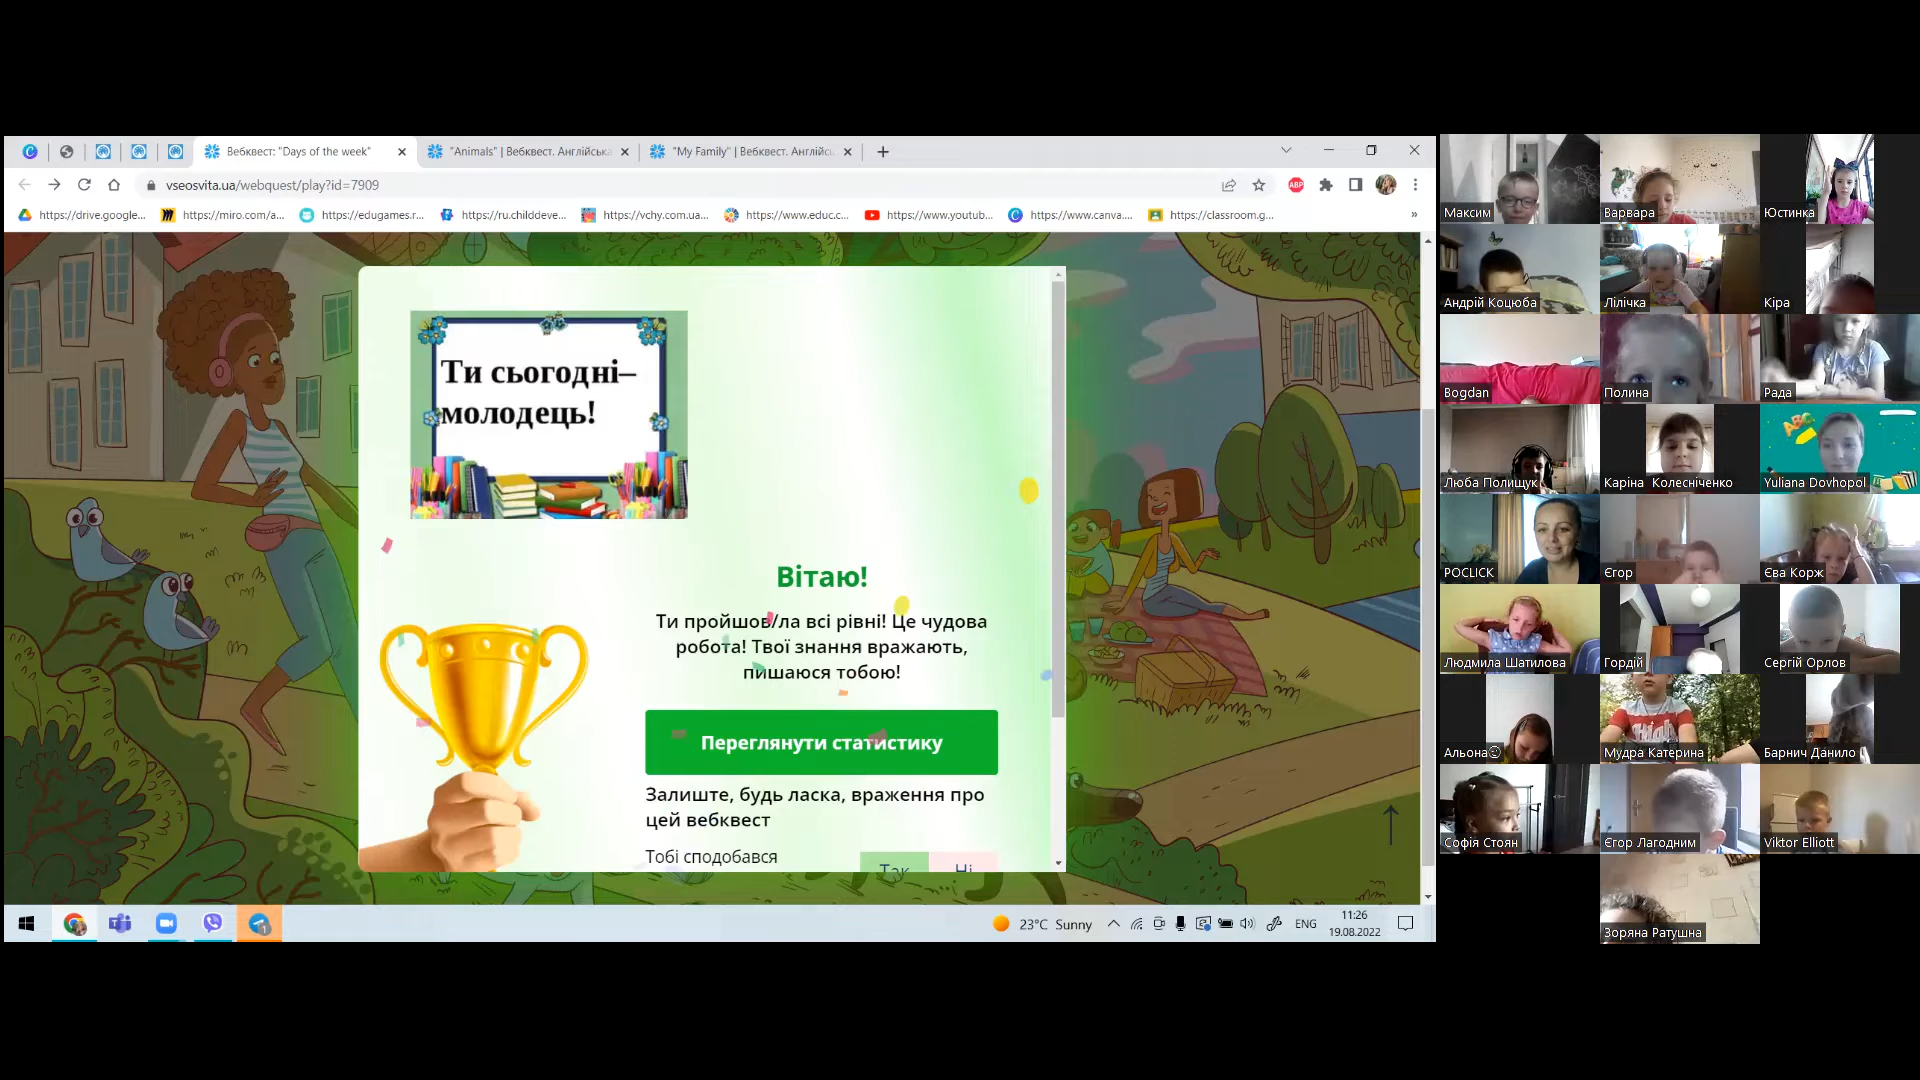 Вебквест: "Days of the week"
"Animals" | Вебквест. Англійська
"My Family" | Вебквест. Англійсь
vseosvita.ua/webquest/play?id=7909
ABP
https://drive.google...
https://miro.com/a...
https://edugames.r...
https://ru.childdeve...
https://vchy.com.ua...
https://www.educ.c...
https://www.youtub...
https://www.canva....
https://classroom.g...
»
Ти сьогодні–
молодець!
Вітаю!
Ти пройшов/ла всі рівні! Це чудова
робота! Твої знання вражають,
пишаюся тобою!
Переглянути статистику
Залиште, будь ласка, враження про
цей вебквест
Тобі сподобався
Так
Ні
23°C Sunny
ENG
11:26
19.08.2022
Максим
Варвара
Юстинка
Андрій Коцюба
Лілічка
Кіра
Bogdan
Полина
Рада
Люба Полищук
Каріна Колесніченко
Yuliana Dovhopol
POCLICK
Єгор
Єва Корж
Людмила Шатилова
Гордій
Сергій Орлов
Альона☺
Мудра Катерина
Барнич Данило
Софія Стоян
Єгор Лагодним
Viktor Elliott
Зоряна Ратушна